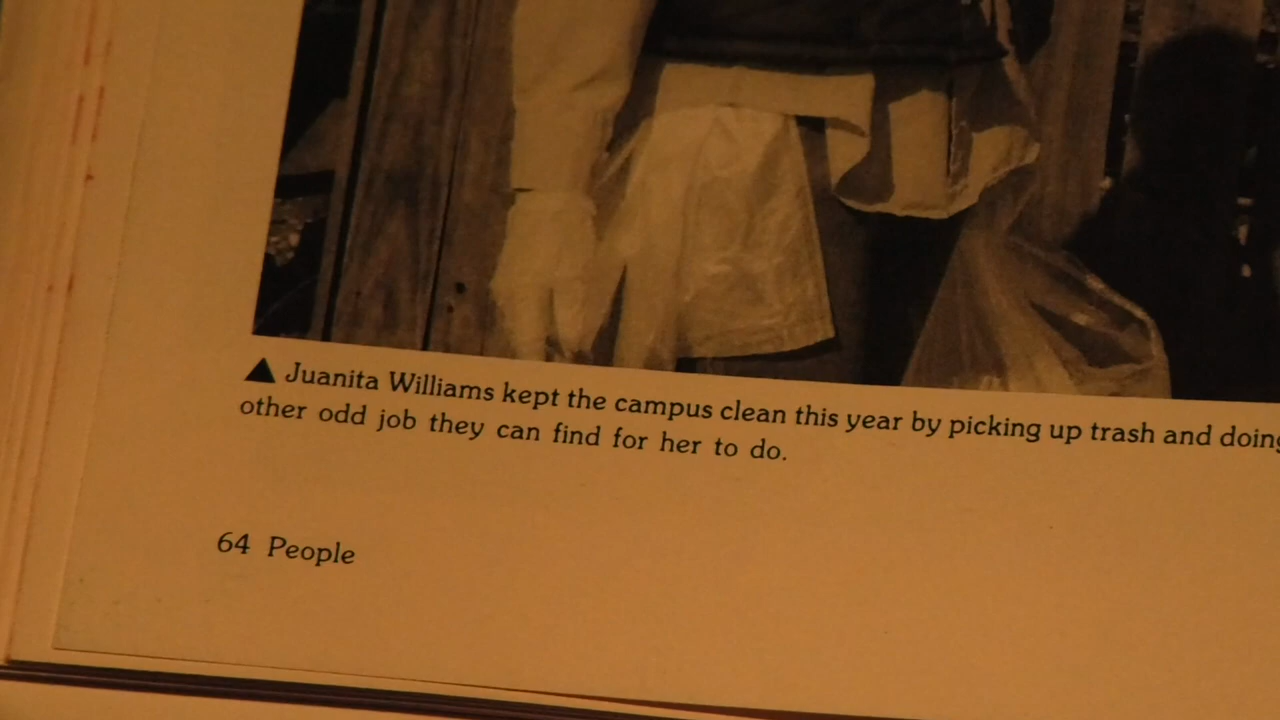 ▲ Juanita Williams kept the campus clean this year by picking up trash and doing
other odd job they can find for her to do.
64 People